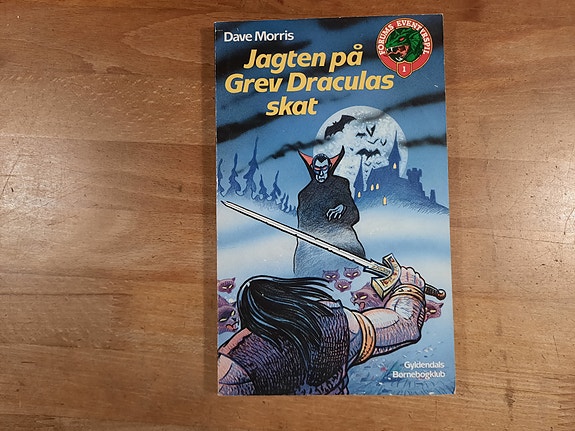 Dave Morris
Jagten på
Grev Draculas
skat
FORUMS EVENTYRSPIL
1
Gyldendals
Børnebogklub